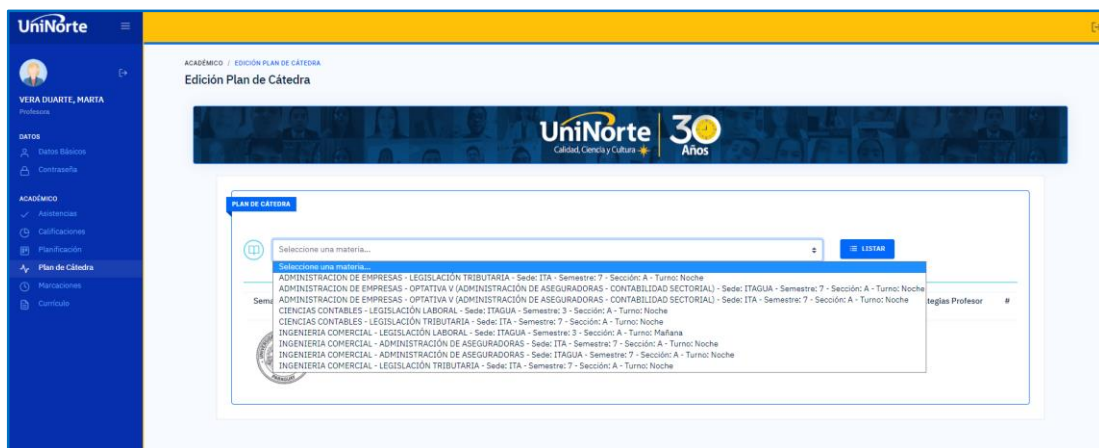 UniNorte
VERA DUARTE, MARTA
Profesora
DATOS
Datos Básicos
Contraseña
ACADÉMICO
Asistencias
Calificaciones
Planificación
Plan de Cátedra
Marcaciones
Currículo
ACADÉMICO / EDICIÓN PLAN DE CÁTEDRA
Edición Plan de Cátedra
UniNorte
Calidad, Ciencia y Cultura
30
Años
PLAN DE CÁTEDRA
Seleccione una materia...
LISTAR
Seleccione una materia...
ADMINISTRACION DE EMPRESAS - LEGISLACIÓN TRIBUTARIA - Sede: ITA - Semestre: 7 - Sección: A - Turno: Noche
ADMINISTRACION DE EMPRESAS - OPTATIVA V (ADMINISTRACIÓN DE ASEGURADORAS - CONTABILIDAD SECTORIAL) - Sede: ITAGUA - Semestre: 7 - Sección: A - Turno: Noche
ADMINISTRACION DE EMPRESAS - OPTATIVA V (ADMINISTRACIÓN DE ASEGURADORAS - CONTABILIDAD SECTORIAL) - Sede: ITA - Semestre: 7 - Sección: A - Turno: Noche
CIENCIAS CONTABLES - LEGISLACIÓN LABORAL - Sede: ITAGUA - Semestre: 3 - Sección: A - Turno: Noche
CIENCIAS CONTABLES - LEGISLACIÓN TRIBUTARIA - Sede: ITA - Semestre: 7 - Sección: A - Turno: Noche
INGENIERIA COMERCIAL - LEGISLACIÓN LABORAL - Sede: ITAGUA - Semestre: 3 - Sección: A - Turno: Mañana
INGENIERIA COMERCIAL - ADMINISTRACIÓN DE ASEGURADORAS - Sede: ITA - Semestre: 7 - Sección: A - Turno: Noche
INGENIERIA COMERCIAL - ADMINISTRACIÓN DE ASEGURADORAS - Sede: ITAGUA - Semestre: 7 - Sección: A - Turno: Noche
INGENIERIA COMERCIAL - LEGISLACIÓN TRIBUTARIA - Sede: ITA - Semestre: 7 - Sección: A - Turno: Noche
Sema
tegias Profesor #